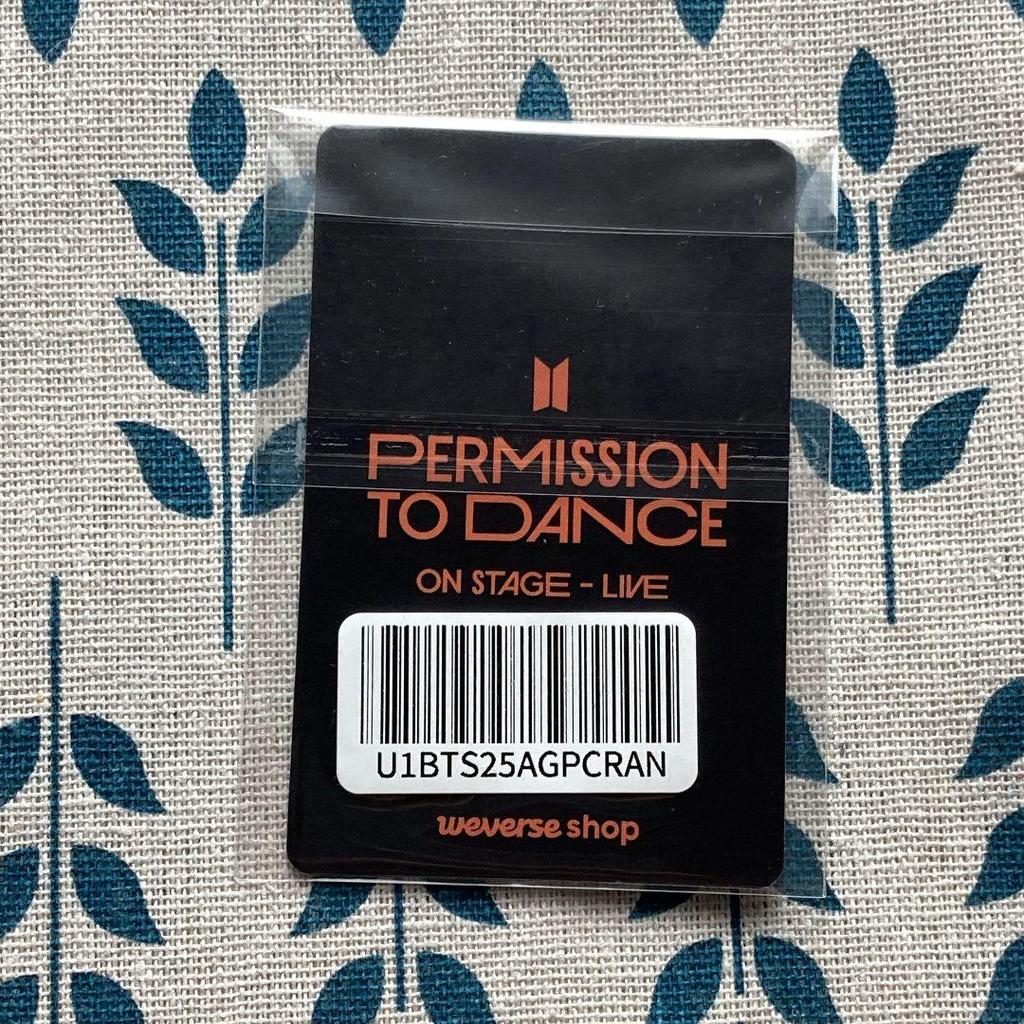 PERMISSION
TO DANCE
ON STAGE - LIVE
U1BTS25AGPCRAN
weverse shop